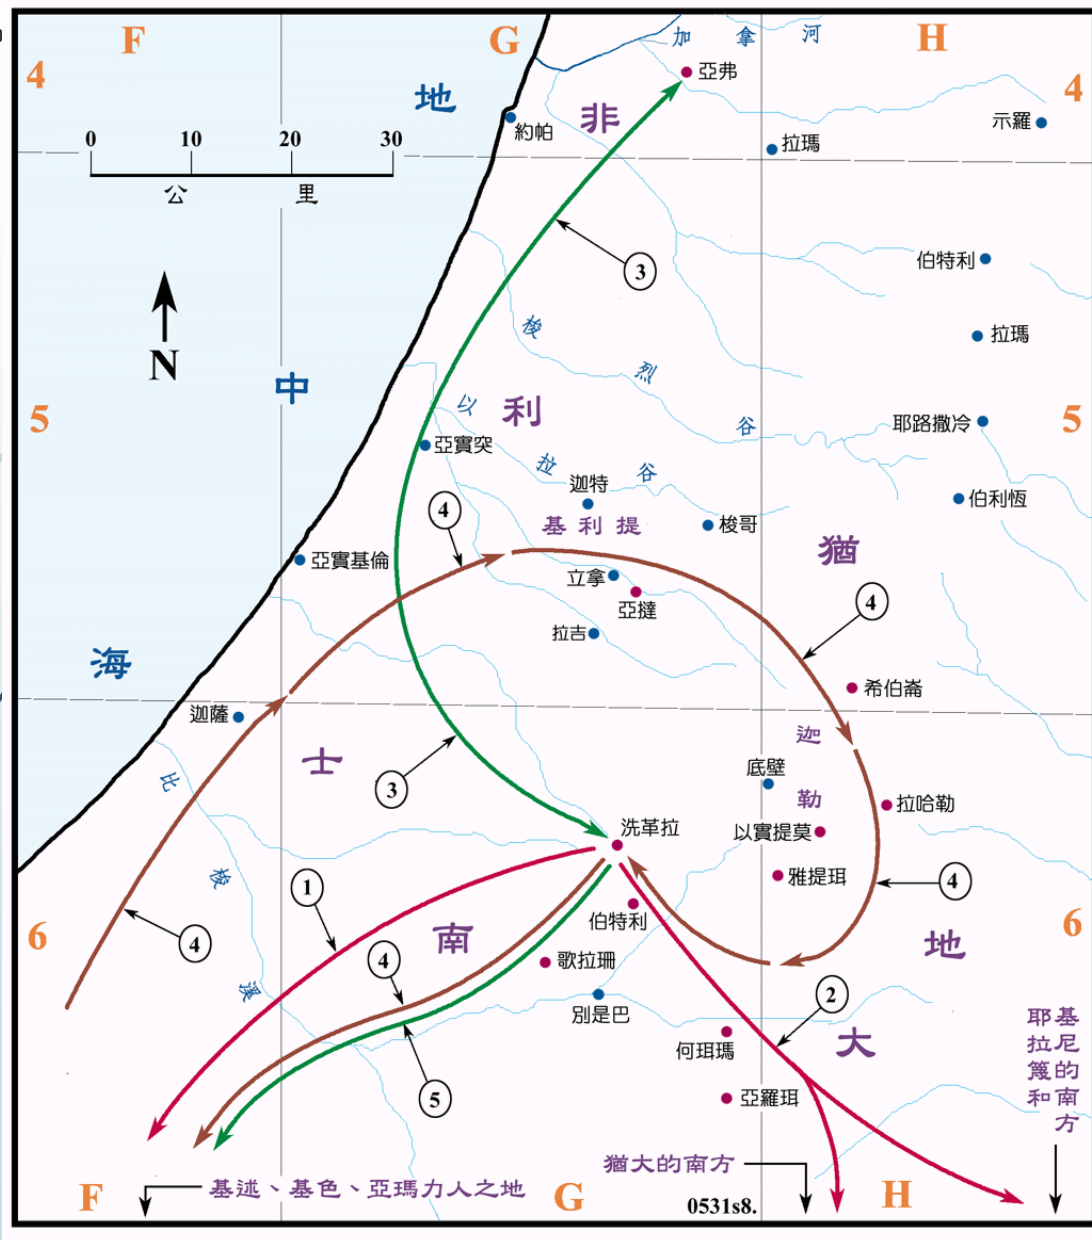 F
G
H
4
4
加拿河
亞弗
地
非
約帕
示羅
拉瑪
0 10 20 30
公里
伯特利
3
N
梭烈谷
拉瑪
中
5
利
以拉谷
5
耶路撒冷
亞實突
迦特
伯利恆
4
基利提
梭哥
猶
亞實基倫
立拿
亞撻
4
拉吉
海
希伯崙
迦薩
迦勒
士
底壁
比梭溪
3
拉哈勒
洗革拉
以實提莫
雅提珥
4
1
伯特利
6
6
南
地
4
4
歌拉珊
別是巴
2
何珥瑪
大
5
亞羅珥
基尼的南方
耶拉篾和
猶大的南方
基述、基色、亞瑪力人之地
F
G
H
0531s8.